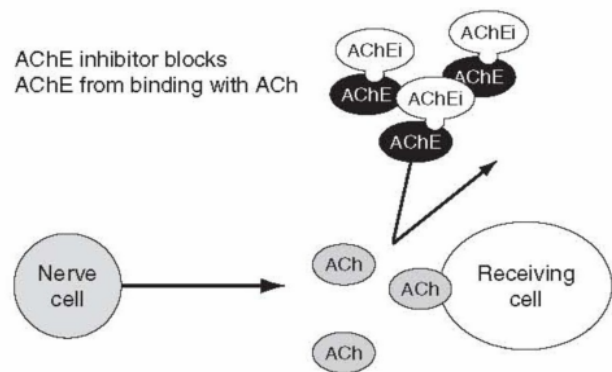 AChE inhibitor blocks
AChE from binding with ACh
AChEi
AChEi
AChE
AChE
AChEi
AChE
Nerve
cell
ACh
ACh
Receiving
cell
ACh